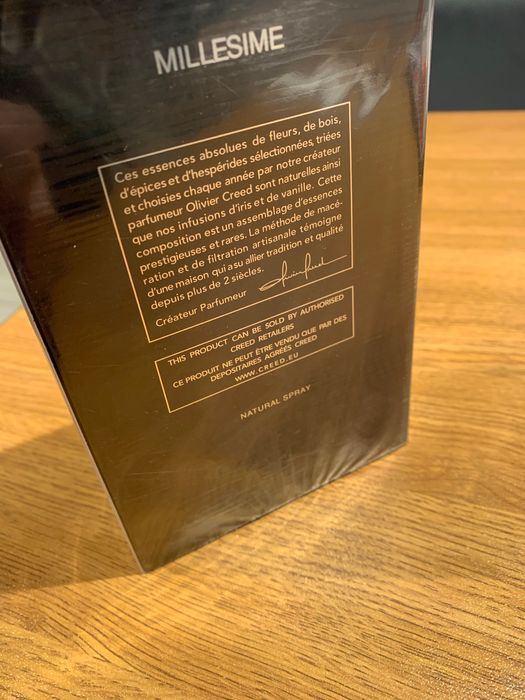 MILLESIME
Ces essences absolues de fleurs, de bois,
d'épices et d'hespérides sélectionnées, triées
et choisies chaque année par notre créateur
parfumeur Olivier Creed sont naturelles ainsi
que nos infusions d'iris et de vanille. Cette
composition est un assemblage d'essences
prestigieuses et rares. La méthode de macé-
ration et de filtration artisanale témoigne
d'une maison qui a su allier tradition et qualité
depuis plus de 2 siècles.
Créateur Parfumeur
THIS PRODUCT CAN BE SOLD BY AUTHORISED
CREED RETAILERS
CE PRODUIT NE PEUT ÊTRE VENDU QUE PAR DES
DEPOSITAIRES AGRÉÉS CREED
WWW.CREED.EU
NATURAL SPRAY